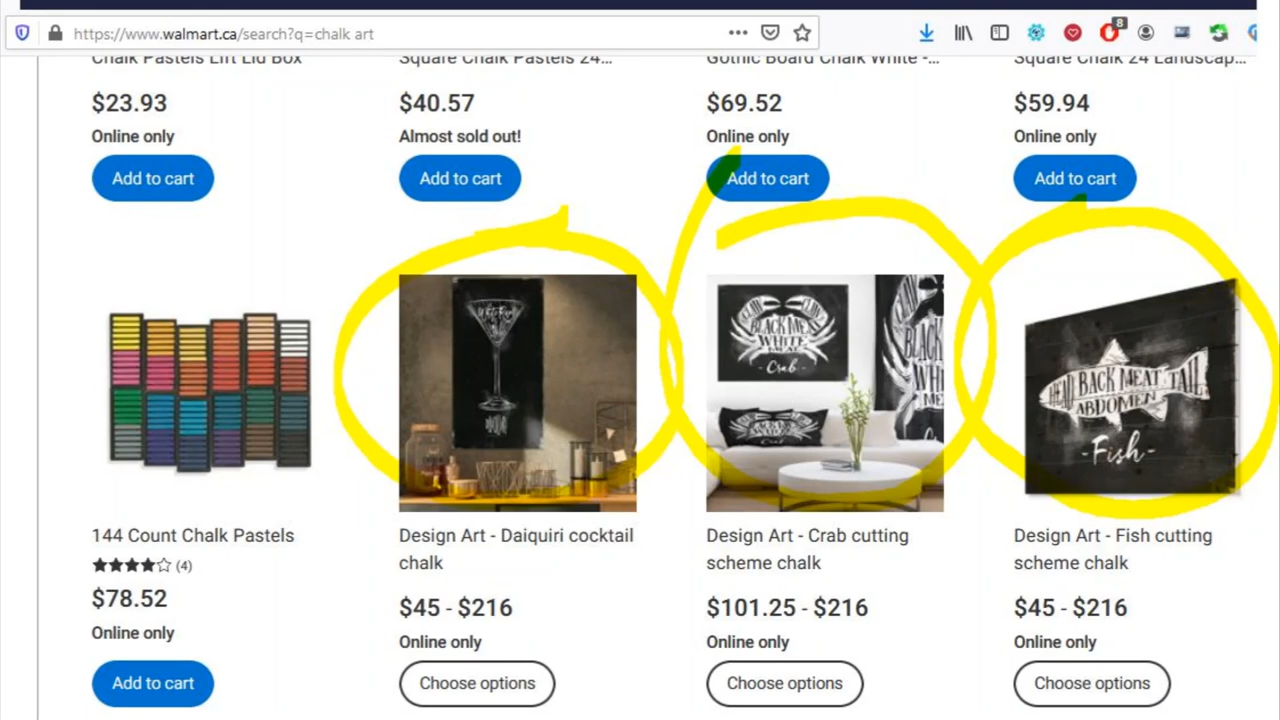 https://www.walmart.ca/search?q=chalk art
8
Chalk Pastels Lift Lid Box
Square Chalk Pastels 24...
Gothic Board Chalk White -...
Square Chalk 24 Landscap...
$23.93
$40.57
$69.52
$59.94
Online only
Almost sold out!
Online only
Online only
Add to cart
Add to cart
Add to cart
Add to cart
CLAW
CLAW
BLACK MEAT
WHITE
MEAT
- Crab -
HEAD BACK MEAT TAIL
ABDOMEN
- Fish -
144 Count Chalk Pastels
Design Art - Daiquiri cocktail
chalk
Design Art - Crab cutting
scheme chalk
Design Art - Fish cutting
scheme chalk
(4)
$78.52
$45 - $216
$101.25 - $216
$45 - $216
Online only
Online only
Online only
Online only
Add to cart
Choose options
Choose options
Choose options